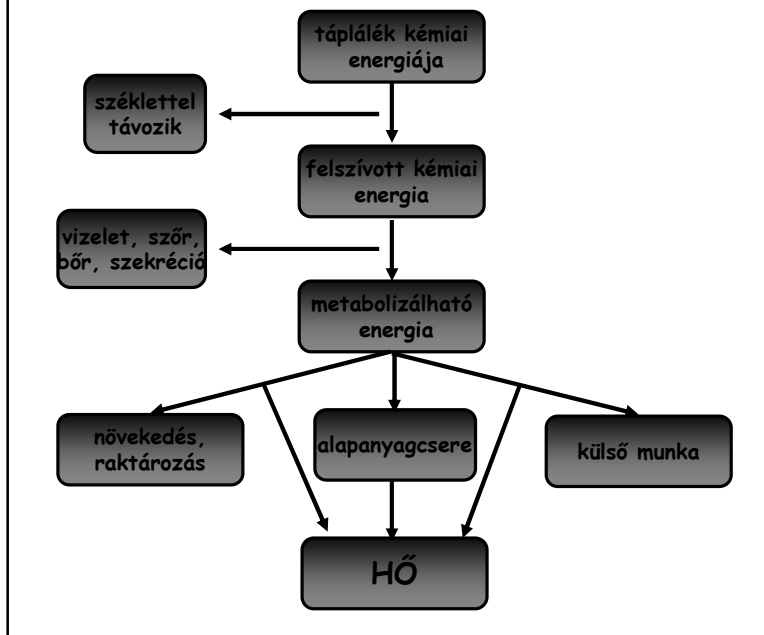 táplálék kémiai
energiája
széklettel
távozik
felszívott kémiai
energia
vizelet, szőr,
bőr, szekréció
metabolizálható
energia
növekedés,
raktározás
alapanyagcsere
külső munka
HŐ